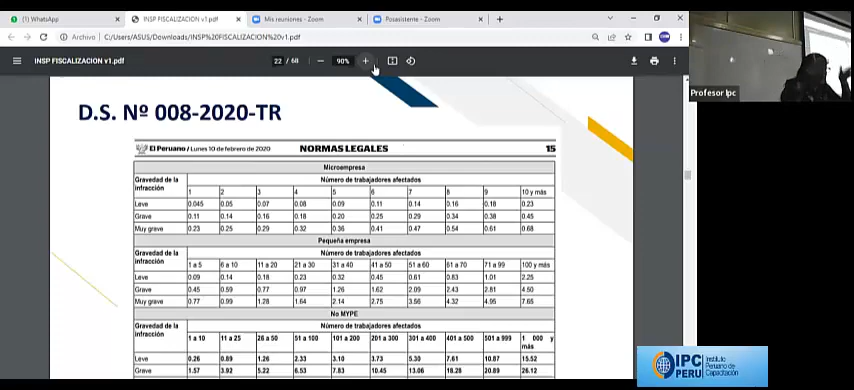 (1) WhatsApp
INSP FISCALIZACION v1.pdf
Mis reuniones - Zoom
Posasistente - Zoom
Archivo
C:/Users/ASUS/Downloads/INSP%20FISCALIZACION%20v1.pdf
INSP FISCALIZACION v1.pdf
22 / 68
90%
Profesor Ipc
D.S. Nº 008-2020-TR
El Peruano / Lunes 10 de febrero de 2020 NORMAS LEGALES 15
Microempresa
Gravedad de la infracción Número de trabajadores afectados
1 2 3 4 5 6 7 8 9 10 y más
Leve 0.045 0.05 0.07 0.08 0.09 0.11 0.14 0.16 0.18 0.23
Grave 0.11 0.14 0.16 0.18 0.20 0.25 0.29 0.34 0.38 0.45
Muy grave 0.23 0.25 0.29 0.32 0.36 0.41 0.47 0.54 0.61 0.68
Pequeña empresa
Gravedad de la infracción Número de trabajadores afectados
1 a 5 6 a 10 11 a 20 21 a 30 31 a 40 41 a 50 51 a 60 61 a 70 71 a 99 100 y más
Leve 0.09 0.14 0.18 0.23 0.32 0.45 0.61 0.83 1.01 2.25
Grave 0.45 0.59 0.77 0.97 1.26 1.62 2.09 2.43 2.81 4.50
Muy grave 0.77 0.99 1.28 1.64 2.14 2.75 3.56 4.32 4.95 7.65
No MYPE
Gravedad de la infracción Número de trabajadores afectados
1 a 10 11 a 25 26 a 50 51 a 100 101 a 200 201 a 300 301 a 400 401 a 500 501 a 999 1 000 y más
Leve 0.26 0.89 1.26 2.33 3.10 3.73 5.30 7.61 10.87 15.52
Grave 1.57 3.92 5.22 6.53 7.83 10.45 13.06 18.28 20.89 26.12
IPC
PERU
Instituto
Peruano de
Capacitación